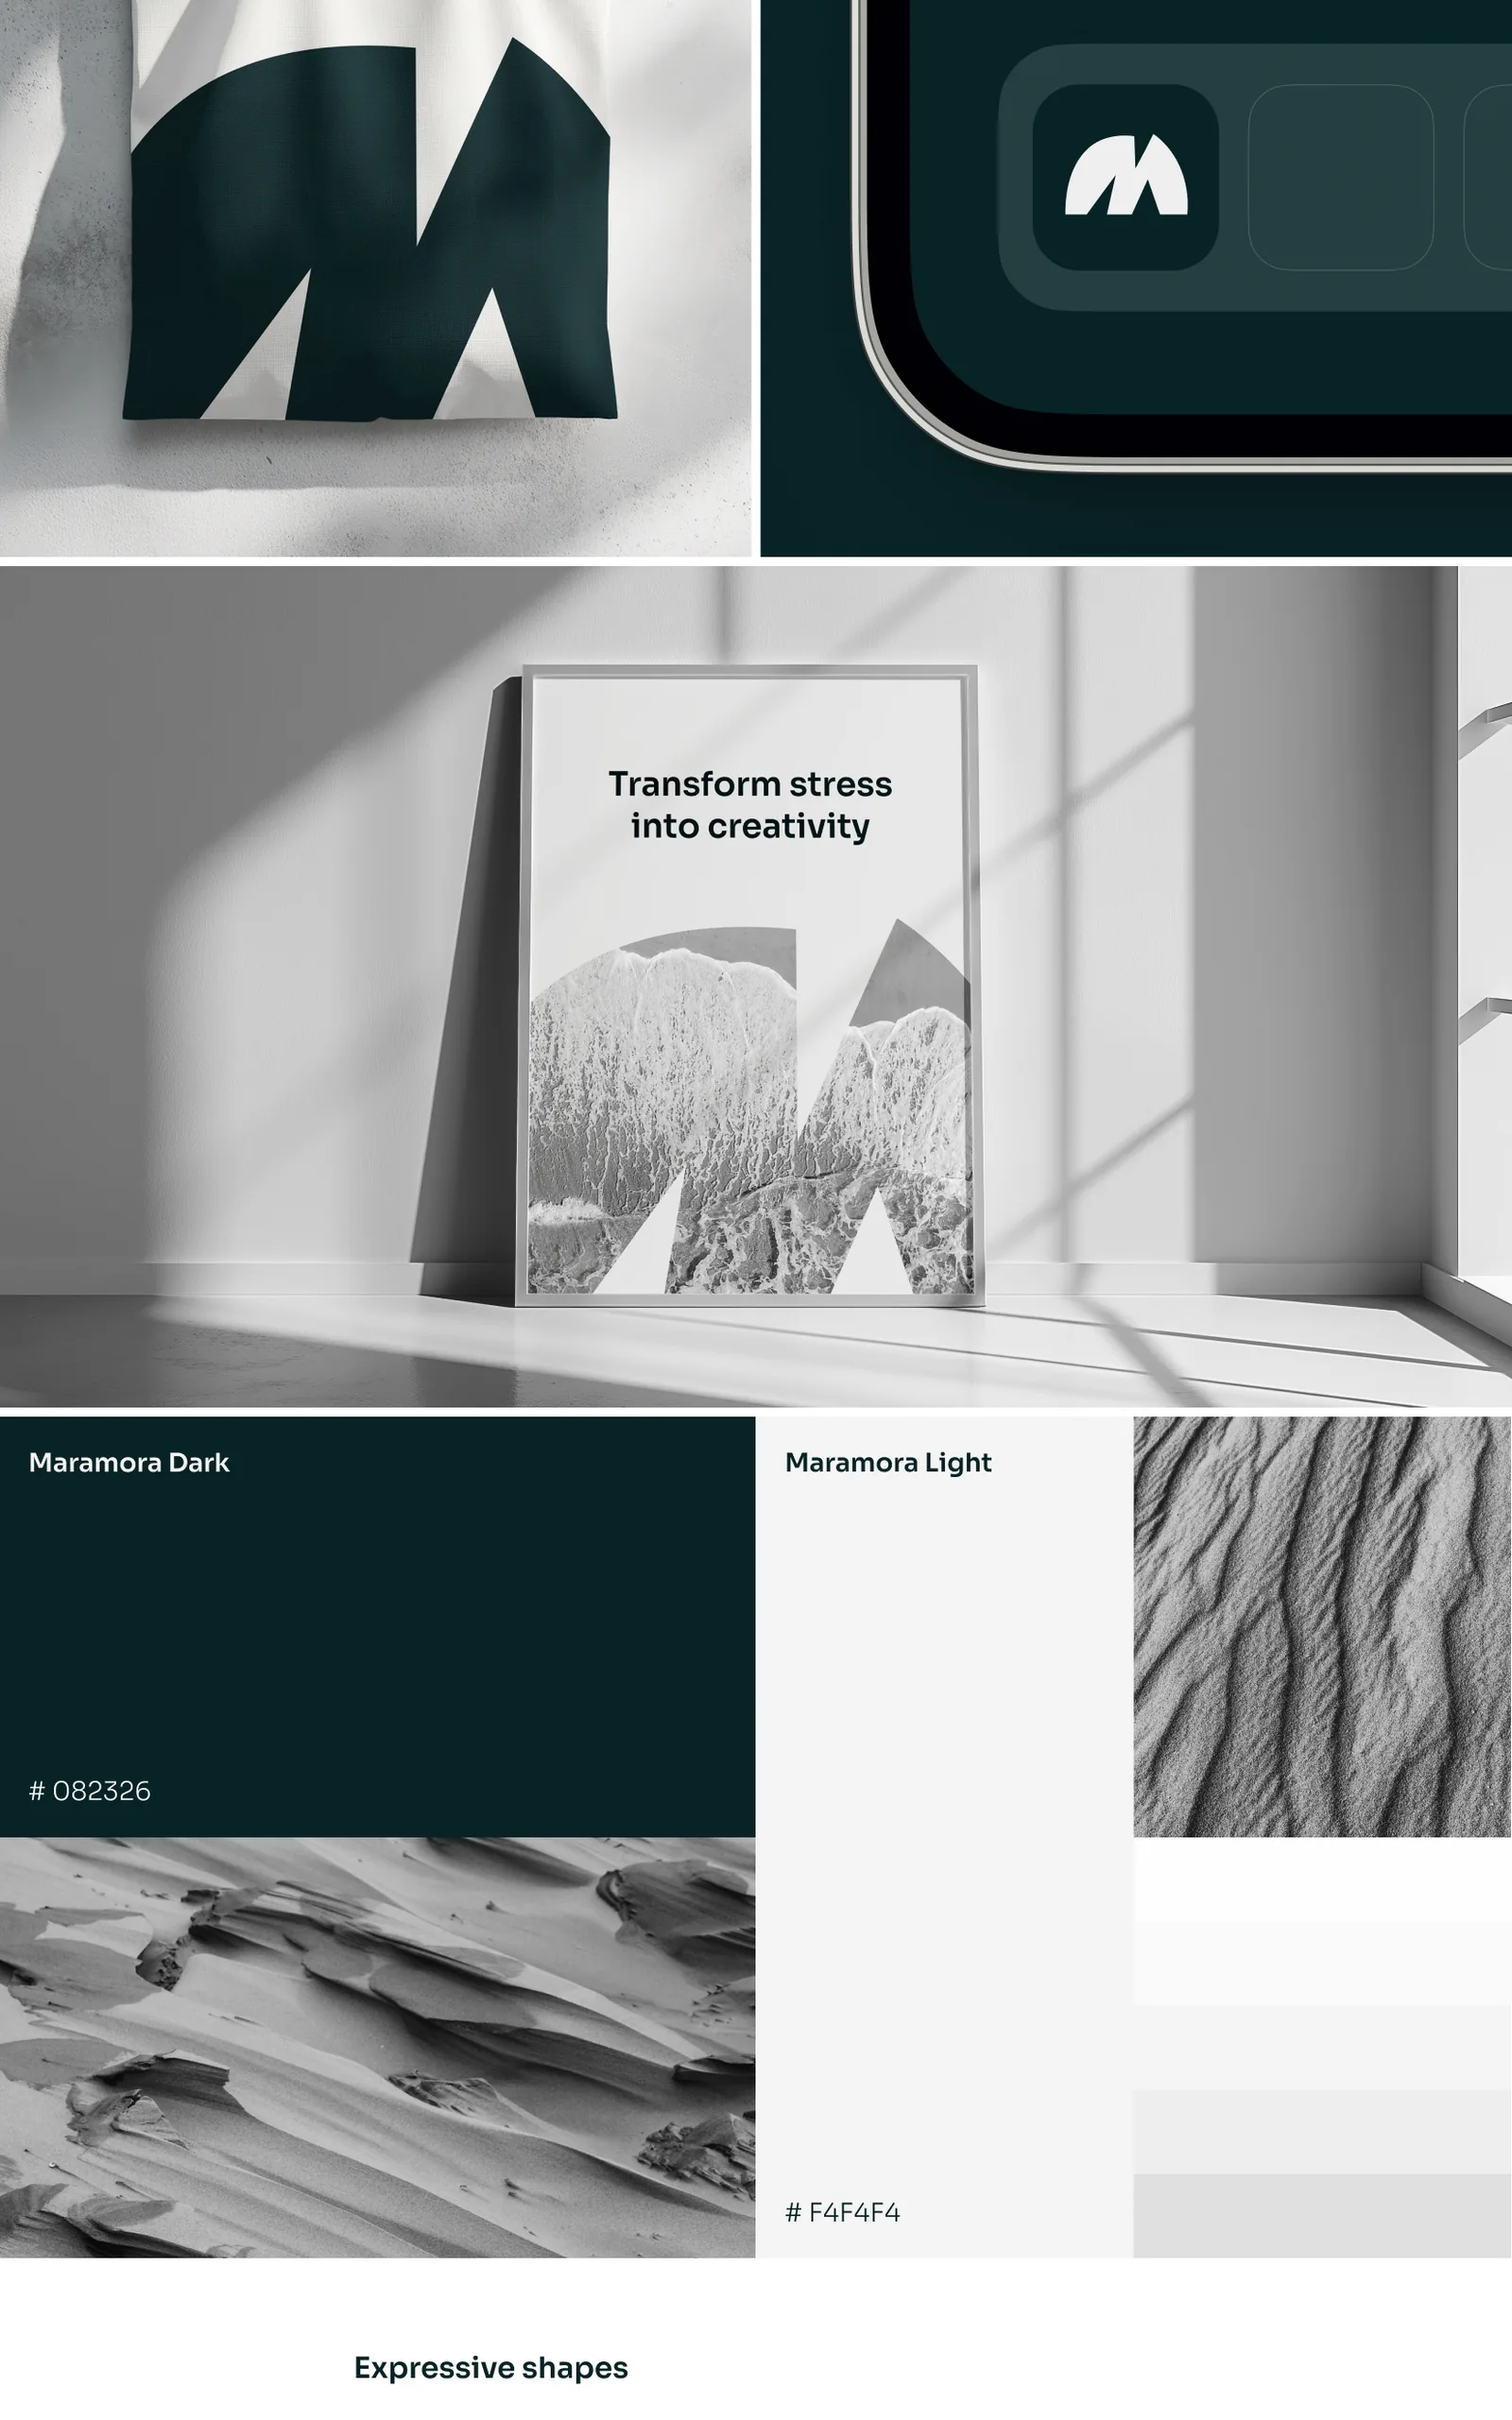 Transform stress
into creativity
Maramora Dark
Maramora Light
# 082326
# F4F4F4
Expressive shapes